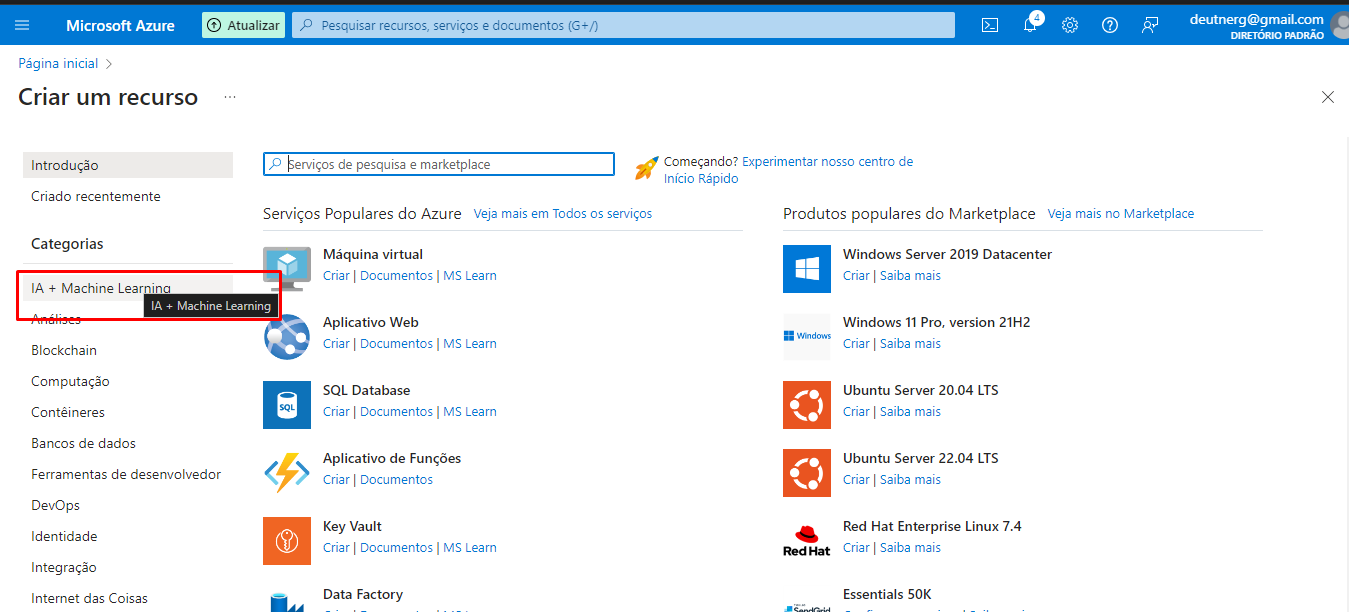 Microsoft Azure
Atualizar
Pesquisar recursos, serviços e documentos (G+/)
4
deutnerg@gmail.com
DIRETÓRIO PADRÃO
Página inicial
Criar um recurso
...
Introdução
Criado recentemente
Categorias
IA + Machine Learning
IA + Machine Learning
Análises
Blockchain
Computação
Contêineres
Bancos de dados
Ferramentas de desenvolvedor
DevOps
Identidade
Integração
Internet das Coisas
Serviços de pesquisa e marketplace
Começando? Experimentar nosso centro de
Início Rápido
Serviços Populares do Azure Veja mais em Todos os serviços
Máquina virtual
Criar | Documentos | MS Learn
Aplicativo Web
Criar | Documentos | MS Learn
SQL
SQL Database
Criar | Documentos | MS Learn
Aplicativo de Funções
Criar | Documentos
Key Vault
Criar | Documentos | MS Learn
Data Factory
Produtos populares do Marketplace Veja mais no Marketplace
Windows Server 2019 Datacenter
Criar | Saiba mais
Windows
Windows 11 Pro, version 21H2
Criar | Saiba mais
Ubuntu Server 20.04 LTS
Criar | Saiba mais
Ubuntu Server 22.04 LTS
Criar | Saiba mais
Red Hat
Red Hat Enterprise Linux 7.4
Criar | Saiba mais
SendGrid
Essentials 50K